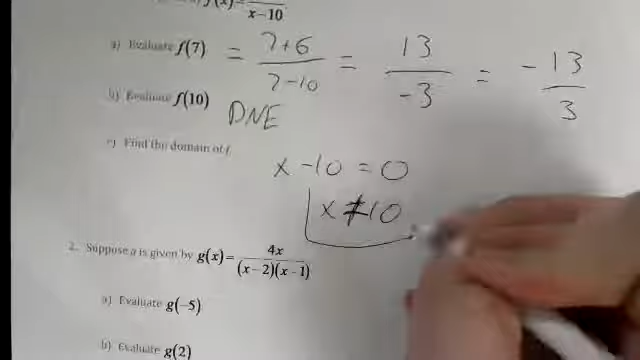 f(x) =
x-10
a) Evaluate f(7) = 7+6 / 7-10 = 13 / -3 = - 13 / 3
b) Evaluate f(10) DNE
c) Find the domain of f.
x - 10 = 0
x ≠ 10
2. Suppose a is given by g(x) = 4x / (x-2)(x-1)
a) Evaluate g(-5)
b) Evaluate g(2)